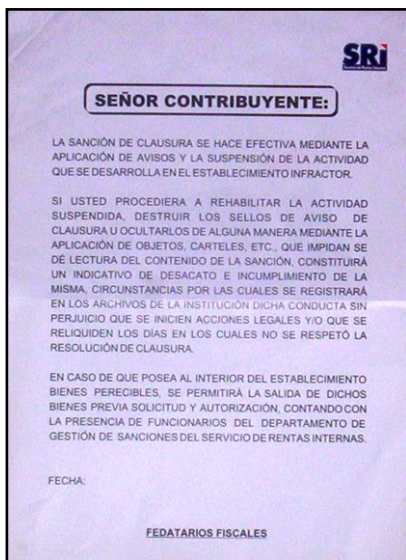 SRi
SEÑOR CONTRIBUYENTE:
LA SANCIÓN DE CLAUSURA SE HACE EFECTIVA MEDIANTE LA
APLICACIÓN DE AVISOS Y LA SUSPENSIÓN DE LA ACTIVIDAD
QUE SE DESARROLLA EN EL ESTABLECIMIENTO INFRACTOR.
SI USTED PROCEDIERA A REHABILITAR LA ACTIVIDAD
SUSPENDIDA, DESTRUIR LOS SELLOS DE AVISO DE
CLAUSURA U OCULTARLOS DE ALGUNA MANERA MEDIANTE LA
APLICACIÓN DE OBJETOS, CARTELES, ETC., QUE IMPIDAN SE
DÉ LECTURA DEL CONTENIDO DE LA SANCIÓN, CONSTITUIRÁ
UN INDICATIVO DE DESACATO E INCUMPLIMIENTO DE LA
MISMA, CIRCUNSTANCIAS POR LAS CUALES SE REGISTRARÁ
EN LOS ARCHIVOS DE LA INSTITUCIÓN DICHA CONDUCTA SIN
PERJUICIO QUE SE INICIEN ACCIONES LEGALES Y/O QUE SE
RELIQUIDEN LOS DÍAS EN LOS CUALES NO SE RESPETÓ LA
RESOLUCIÓN DE CLAUSURA.
EN CASO DE QUE POSEA AL INTERIOR DEL ESTABLECIMIENTO
BIENES PERECIBLES, SE PERMITIRÁ LA SALIDA DE DICHOS
BIENES PREVIA SOLICITUD Y AUTORIZACIÓN, CONTANDO CON
LA PRESENCIA DE FUNCIONARIOS DEL DEPARTAMENTO DE
GESTIÓN DE SANCIONES DEL SERVICIO DE RENTAS INTERNAS.
FECHA:
FEDATARIOS FISCALES